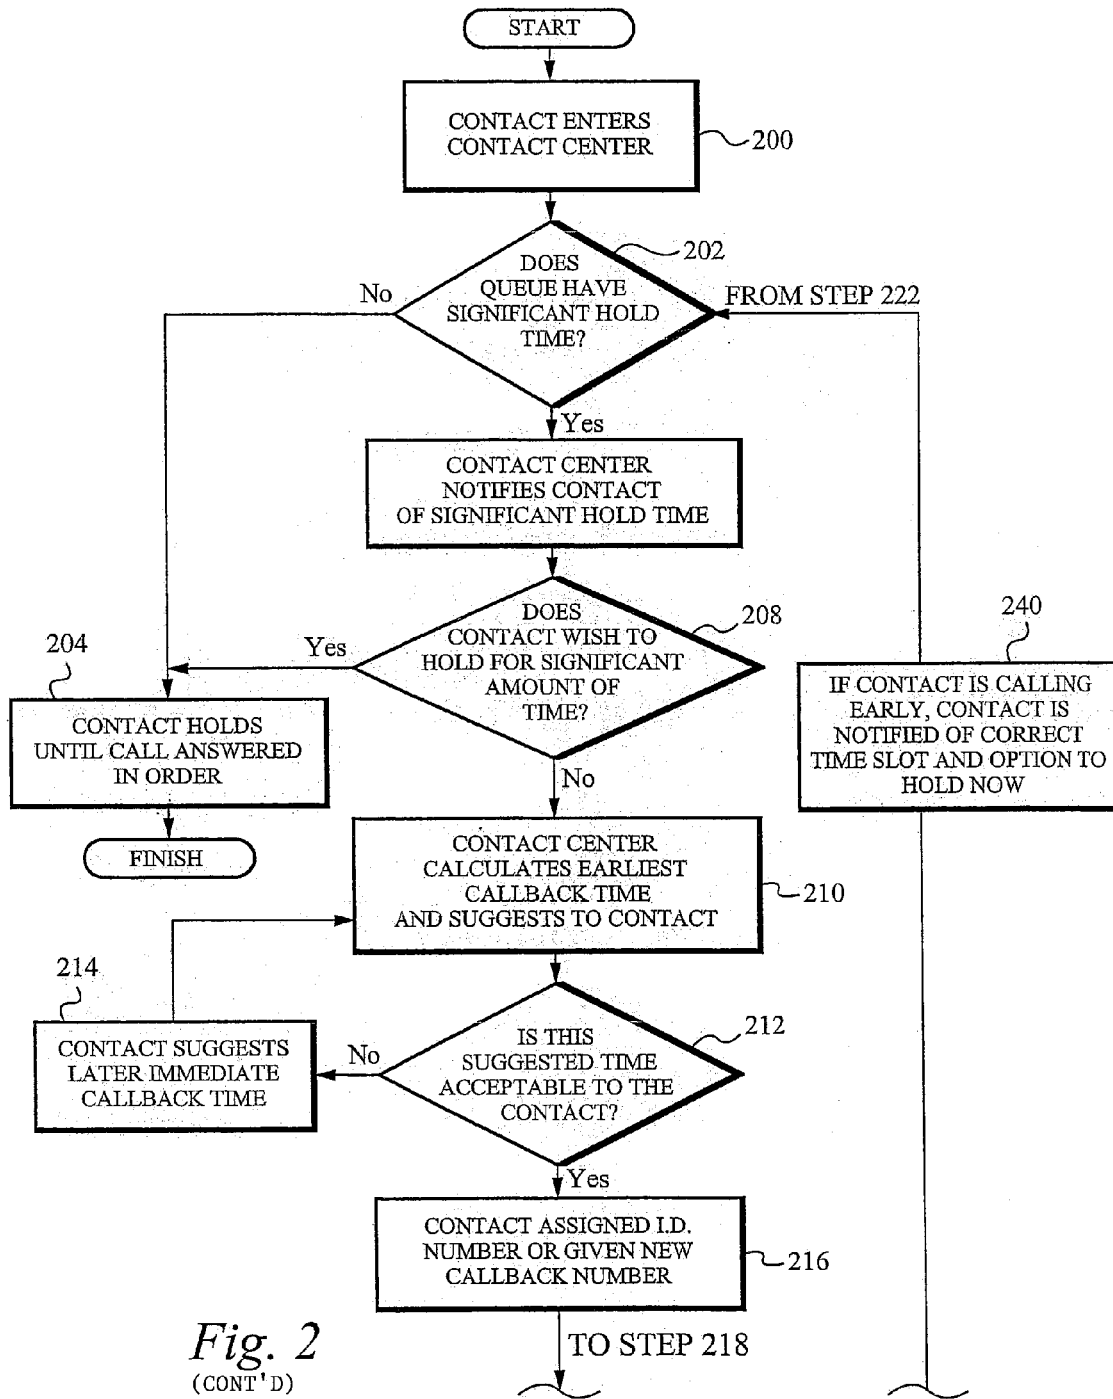 START
CONTACT ENTERS
CONTACT CENTER
200
DOES
QUEUE HAVE
SIGNIFICANT HOLD
TIME?
202
No
FROM STEP 222
Yes
CONTACT CENTER
NOTIFIES CONTACT
OF SIGNIFICANT HOLD TIME
DOES
CONTACT WISH TO
HOLD FOR SIGNIFICANT
AMOUNT OF
TIME?
208
Yes
No
204
CONTACT HOLDS
UNTIL CALL ANSWERED
IN ORDER
FINISH
240
IF CONTACT IS CALLING
EARLY, CONTACT IS
NOTIFIED OF CORRECT
TIME SLOT AND OPTION TO
HOLD NOW
CONTACT CENTER
CALCULATES EARLIEST
CALLBACK TIME
AND SUGGESTS TO CONTACT
210
214
CONTACT SUGGESTS
LATER IMMEDIATE
CALLBACK TIME
No
IS THIS
SUGGESTED TIME
ACCEPTABLE TO THE
CONTACT?
212
Yes
CONTACT ASSIGNED I.D.
NUMBER OR GIVEN NEW
CALLBACK NUMBER
216
TO STEP 218
Fig. 2
(CONT'D)